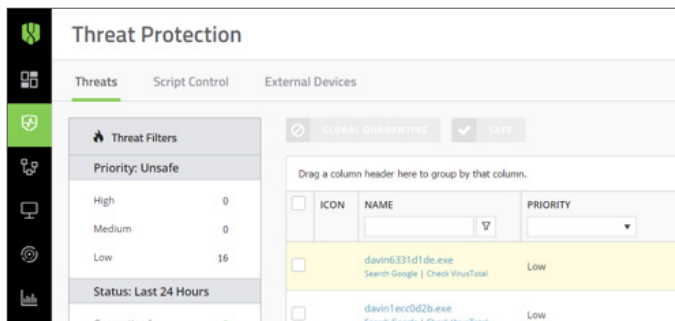 Threat Protection
Threats Script Control External Devices
Threat Filters
Priority: Unsafe
High 0
Medium 0
Low 16
Status: Last 24 Hours
GLOBAL QUARANTINE SAFE
Drag a column header here to group by that column.
ICON NAME PRIORITY
davin6331d1de.exe Low
Search Google | Check VirusTotal
davin1ecc0d2b.exe Low